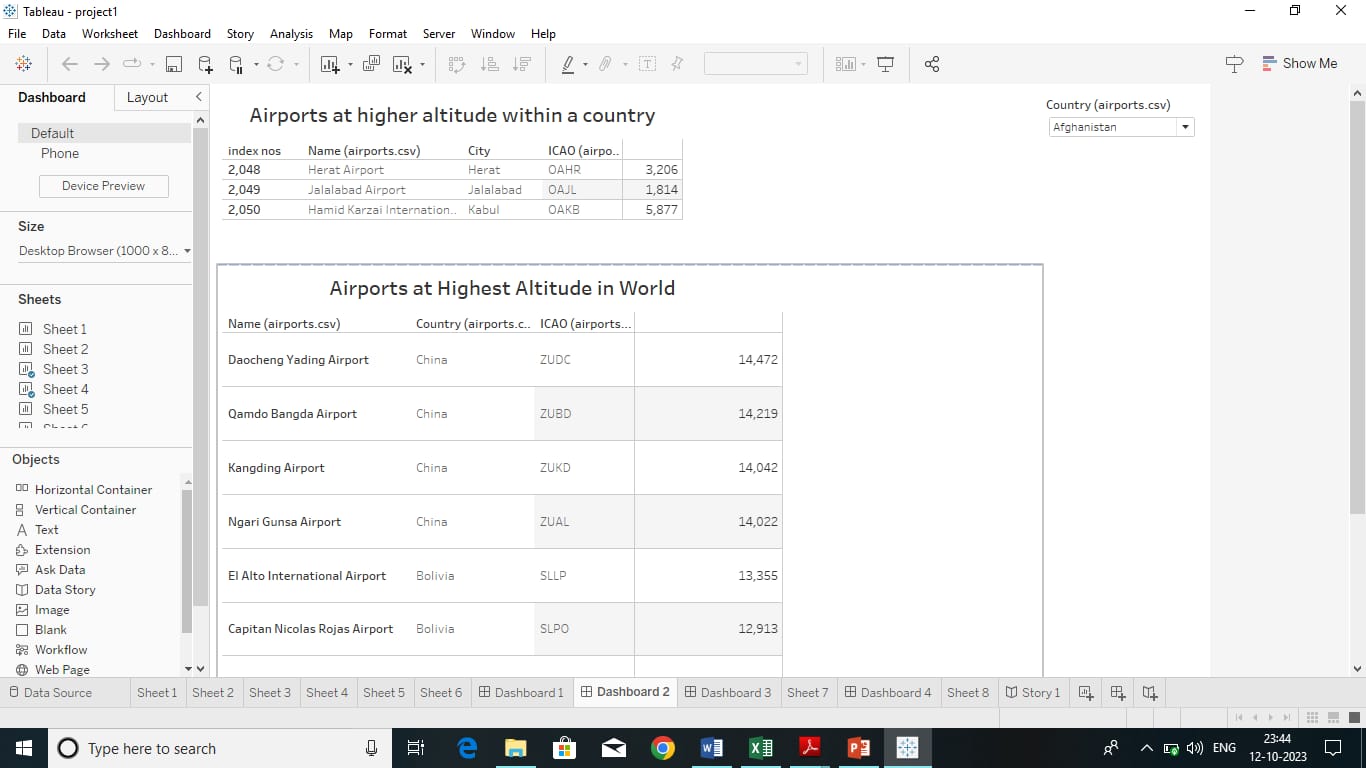 Tableau - project1
File Data Worksheet Dashboard Story Analysis Map Format Server Window Help
Show Me
Dashboard Layout
Default
Phone
Device Preview
Size
Desktop Browser (1000 x 8...
Sheets
Sheet 1
Sheet 2
Sheet 3
Sheet 4
Sheet 5
Objects
Horizontal Container
Vertical Container
Text
Extension
Ask Data
Data Story
Image
Blank
Workflow
Web Page
Airports at higher altitude within a country
index nos Name (airports.csv) City ICAO (airpo..
2,048 Herat Airport Herat OAHR 3,206
2,049 Jalalabad Airport Jalalabad OAJL 1,814
2,050 Hamid Karzai Internation.. Kabul OAKB 5,877
Country (airports.csv)
Afghanistan
Airports at Highest Altitude in World
Name (airports.csv) Country (airports.c.. ICAO (airports...
Daocheng Yading Airport China ZUDC 14,472
Qamdo Bangda Airport China ZUBD 14,219
Kangding Airport China ZUKD 14,042
Ngari Gunsa Airport China ZUAL 14,022
El Alto International Airport Bolivia SLLP 13,355
Capitan Nicolas Rojas Airport Bolivia SLPO 12,913
Data Source Sheet 1 Sheet 2 Sheet 3 Sheet 4 Sheet 5 Sheet 6 Dashboard 1 Dashboard 2 Dashboard 3 Sheet 7 Dashboard 4 Sheet 8 Story 1
Type here to search
ENG
23:44
12-10-2023